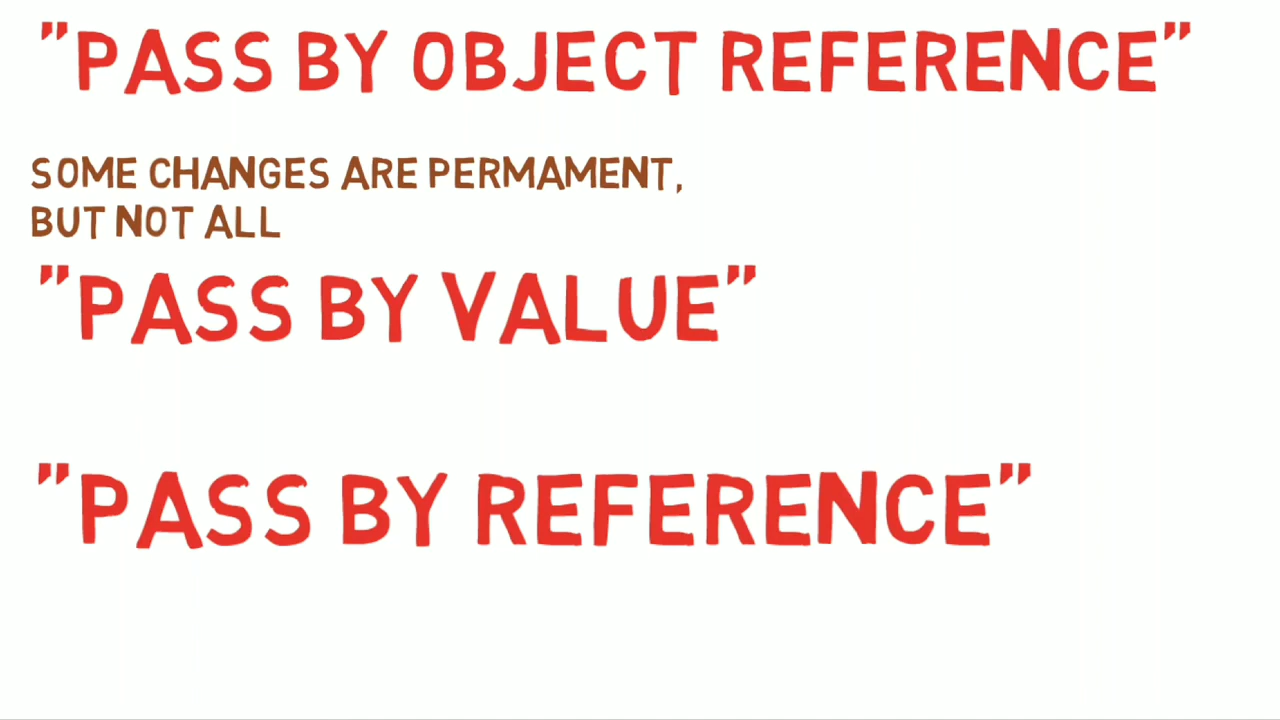 "PASS BY OBJECT REFERENCE"
SOME CHANGES ARE PERMAMENT,
BUT NOT ALL
"PASS BY VALUE"
"PASS BY REFERENCE"